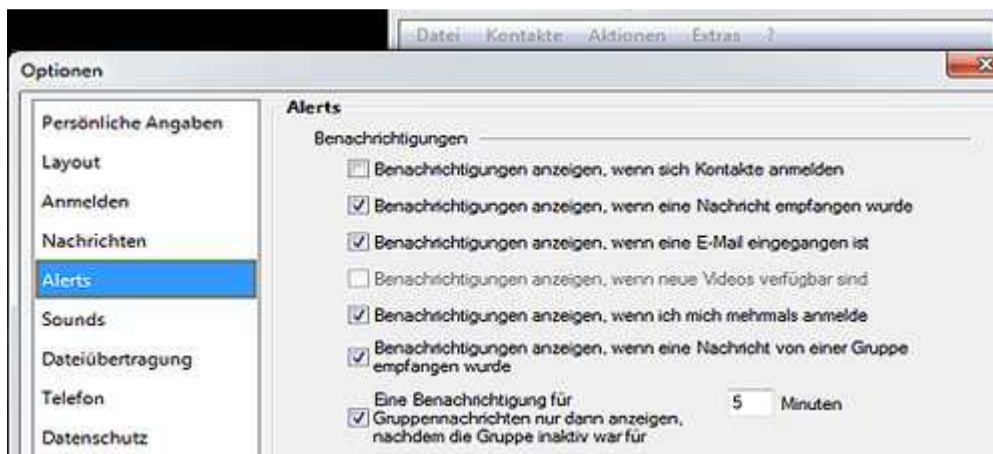 Datei Kontakte Aktionen Extras ?
Optionen
Persönliche Angaben
Layout
Anmelden
Nachrichten
Alerts
Sounds
Dateiübertragung
Telefon
Datenschutz
Alerts
Benachrichtigungen
Benachrichtigungen anzeigen, wenn sich Kontakte anmelden
Benachrichtigungen anzeigen, wenn eine Nachricht empfangen wurde
Benachrichtigungen anzeigen, wenn eine E-Mail eingegangen ist
Benachrichtigungen anzeigen, wenn neue Videos verfügbar sind
Benachrichtigungen anzeigen, wenn ich mich mehrmals anmelde
Benachrichtigungen anzeigen, wenn eine Nachricht von einer Gruppe
empfangen wurde
Eine Benachrichtigung für 5 Minuten
Gruppennachrichten nur dann anzeigen,
nachdem die Gruppe inaktiv war für